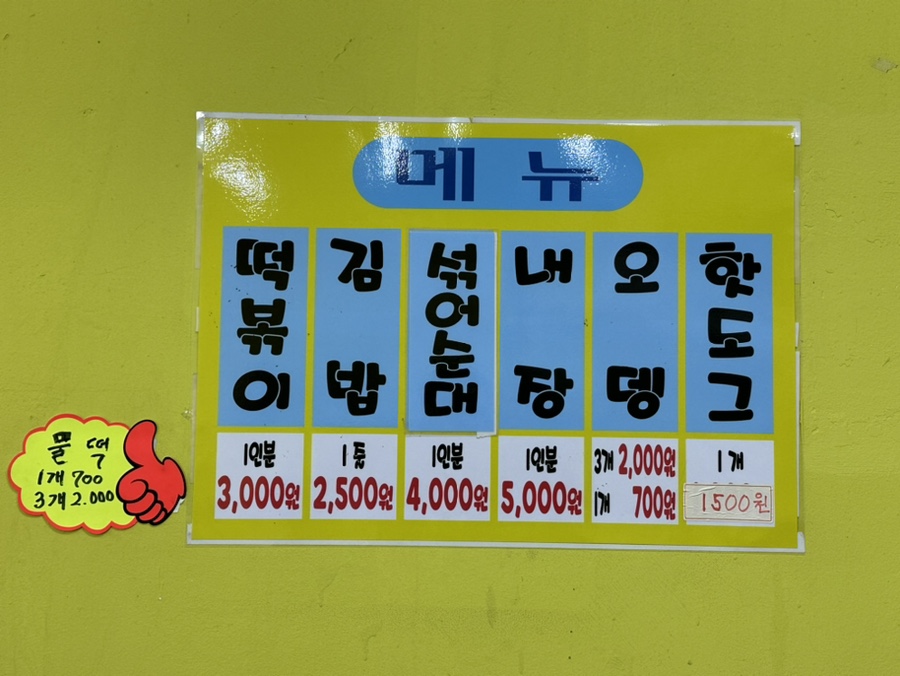 메뉴
떡볶이
1인분
3,000원
김밥
1줄
2,500원
섞어순대
1인분
4,000원
내장
1인분
5,000원
오뎅
3개 2,000원
1개 700원
핫도그
1개
1500원
물떡
1개 700
3개 2.000